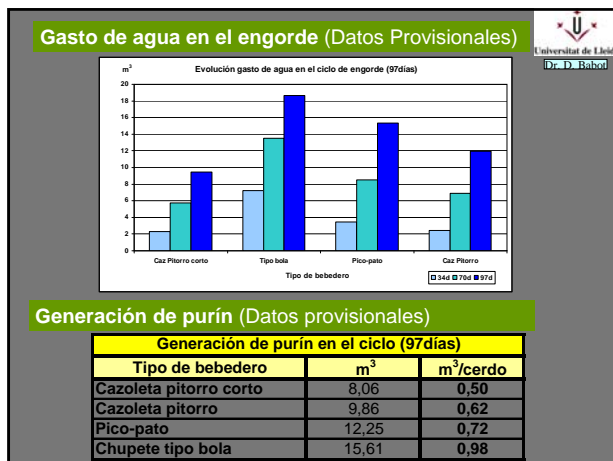 Gasto de agua en el engorde (Datos Provisionales)
Universitat de Lleida
Dr. D. Babot
m³
Evolución gasto de agua en el ciclo de engorde (97días)
20
18
16
14
12
10
8
6
4
2
0
Caz Pitorro corto Tipo bola Pico-pato Caz Pitorro
Tipo de bebedero
34d 70d 97d
Generación de purín (Datos provisionales)
Generación de purín en el ciclo (97días)
Tipo de bebedero m³ m³/cerdo
Cazoleta pitorro corto 8,06 0,50
Cazoleta pitorro 9,86 0,62
Pico-pato 12,25 0,72
Chupete tipo bola 15,61 0,98